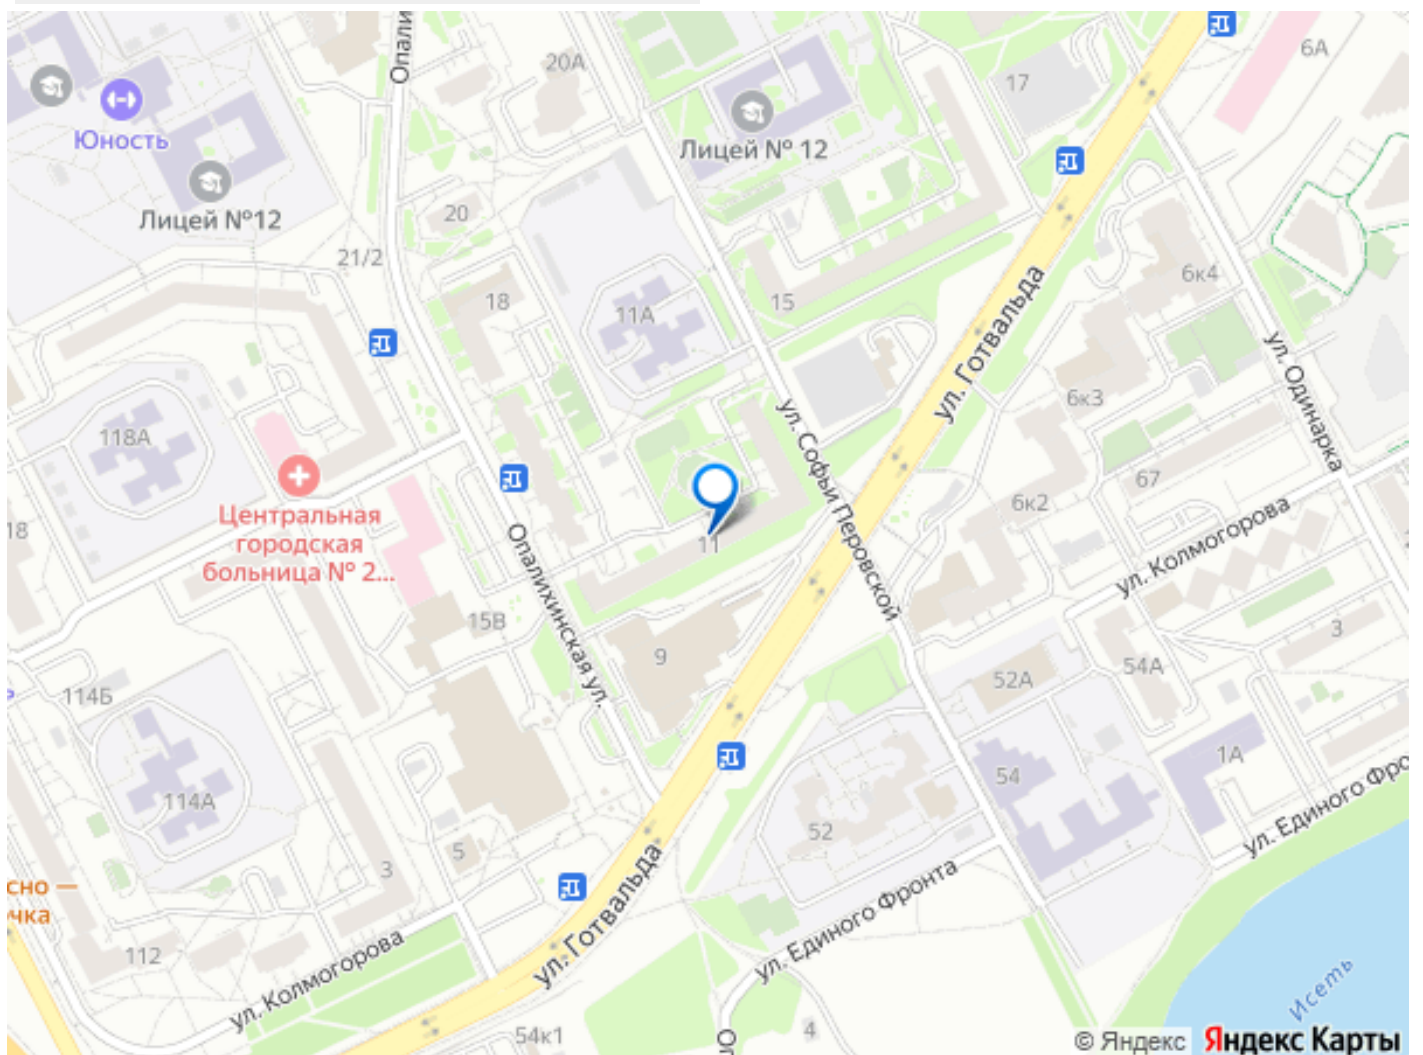 Опали
20А
17
6А
Юность
Лицей № 12
Лицей №12
20
21/2
18
11А
15
6к4
ул. Готвальда
ул. Одинарка
6к3
118А
ул. Софьи Перовской
67
6к2
18
Центральная
городская
больница № 2...
11
ул. Колмогорова
Опалихинская ул.
15В
9
3
114Б
52А
54А
1А
54
114А
52
ул. Единого Фро
5
3
ул. Готвальда
сно —
чка
ул. Единого Фронта
112
ул. Колмогорова
Исеть
54к1
4
© Яндекс Яндекс Карты